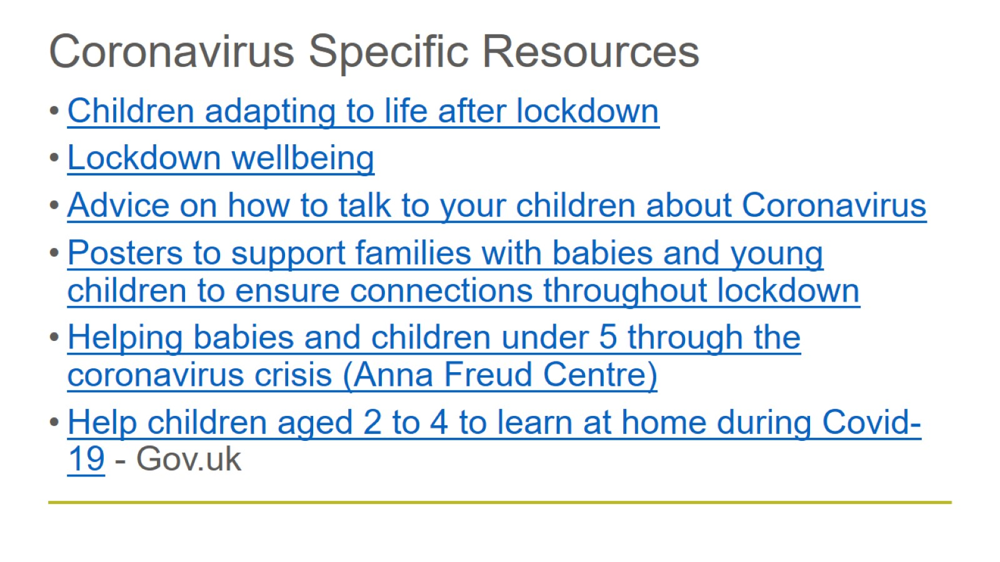 Coronavirus Specific Resources
• Children adapting to life after lockdown
• Lockdown wellbeing
• Advice on how to talk to your children about Coronavirus
• Posters to support families with babies and young
children to ensure connections throughout lockdown
• Helping babies and children under 5 through the
coronavirus crisis (Anna Freud Centre)
• Help children aged 2 to 4 to learn at home during Covid-
19 - Gov.uk